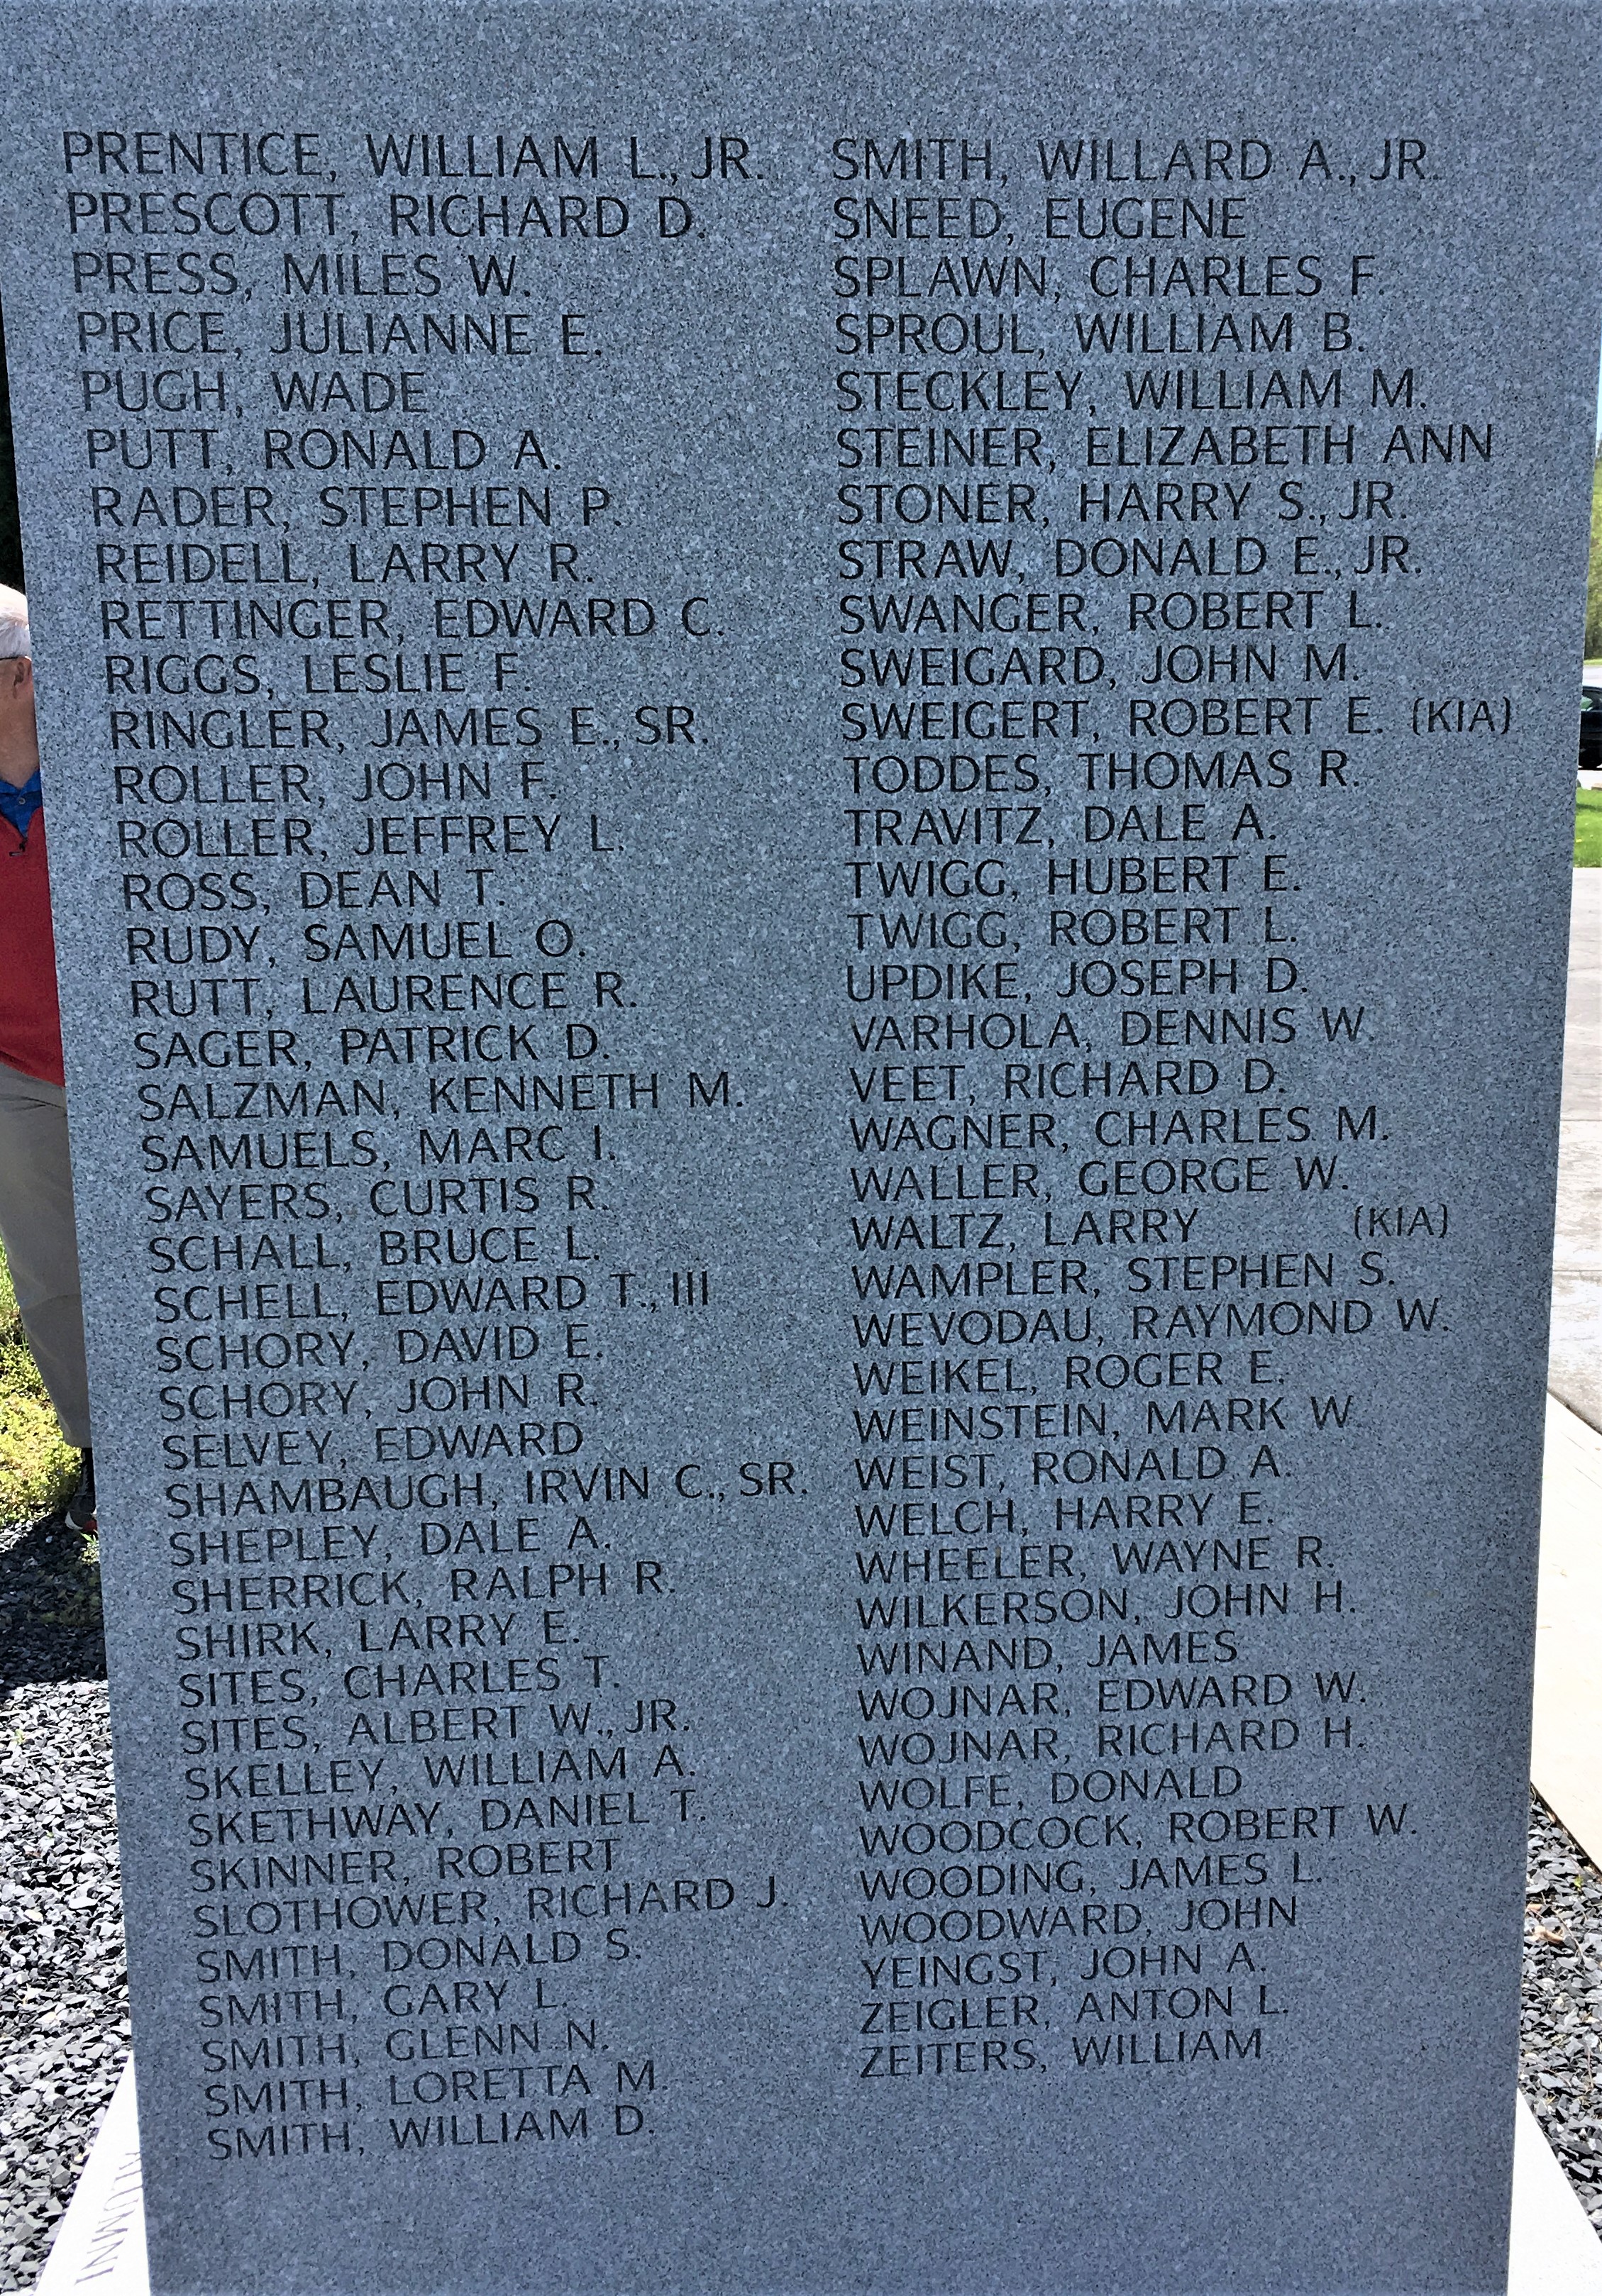 PRENTICE, WILLIAM L., JR.
PRESCOTT, RICHARD D.
PRESS, MILES W.
PRICE, JULIANNE E.
PUGH, WADE
PUTT, RONALD A.
RADER, STEPHEN P.
REIDELL, LARRY R.
RETTINGER, EDWARD C.
RIGGS, LESLIE F.
RINGLER, JAMES E., SR.
ROLLER, JOHN F.
ROLLER, JEFFREY L.
ROSS, DEAN T.
RUDY, SAMUEL O.
RUTT, LAURENCE R.
SAGER, PATRICK D.
SALZMAN, KENNETH M.
SAMUELS, MARC I.
SAYERS, CURTIS R.
SCHALL, BRUCE L.
SCHELL, EDWARD T., III
SCHORY, DAVID E.
SCHORY, JOHN R.
SELVEY, EDWARD
SHAMBAUGH, IRVIN C., SR.
SHEPLEY, DALE A.
SHERRICK, RALPH R.
SHIRK, LARRY E.
SITES, CHARLES T.
SITES, ALBERT W., JR.
SKELLEY, WILLIAM A.
SKETHWAY, DANIEL T.
SKINNER, ROBERT
SLOTHOWER, RICHARD J.
SMITH, DONALD S.
SMITH, GARY L.
SMITH, GLENN N.
SMITH, LORETTA M.
SMITH, WILLIAM D.
SMITH, WILLARD A., JR.
SNEED, EUGENE
SPLAWN, CHARLES F.
SPROUL, WILLIAM B.
STECKLEY, WILLIAM M.
STEINER, ELIZABETH ANN
STONER, HARRY S., JR.
STRAW, DONALD E., JR.
SWANGER, ROBERT L.
SWEIGARD, JOHN M.
SWEIGERT, ROBERT E. (KIA)
TODDES, THOMAS R.
TRAVITZ, DALE A.
TWIGG, HUBERT E.
TWIGG, ROBERT L.
UPDIKE, JOSEPH D.
VARHOLA, DENNIS W.
VEET, RICHARD D.
WAGNER, CHARLES M.
WALLER, GEORGE W.
WALTZ, LARRY (KIA)
WAMPLER, STEPHEN S.
WEVODAU, RAYMOND W.
WEIKEL, ROGER E.
WEINSTEIN, MARK W.
WEIST, RONALD A.
WELCH, HARRY E.
WHEELER, WAYNE R.
WILKERSON, JOHN H.
WINAND, JAMES
WOJNAR, EDWARD W.
WOJNAR, RICHARD H.
WOLFE, DONALD
WOODCOCK, ROBERT W.
WOODING, JAMES L.
WOODWARD, JOHN
YEINGST, JOHN A.
ZEIGLER, ANTON L.
ZEITERS, WILLIAM